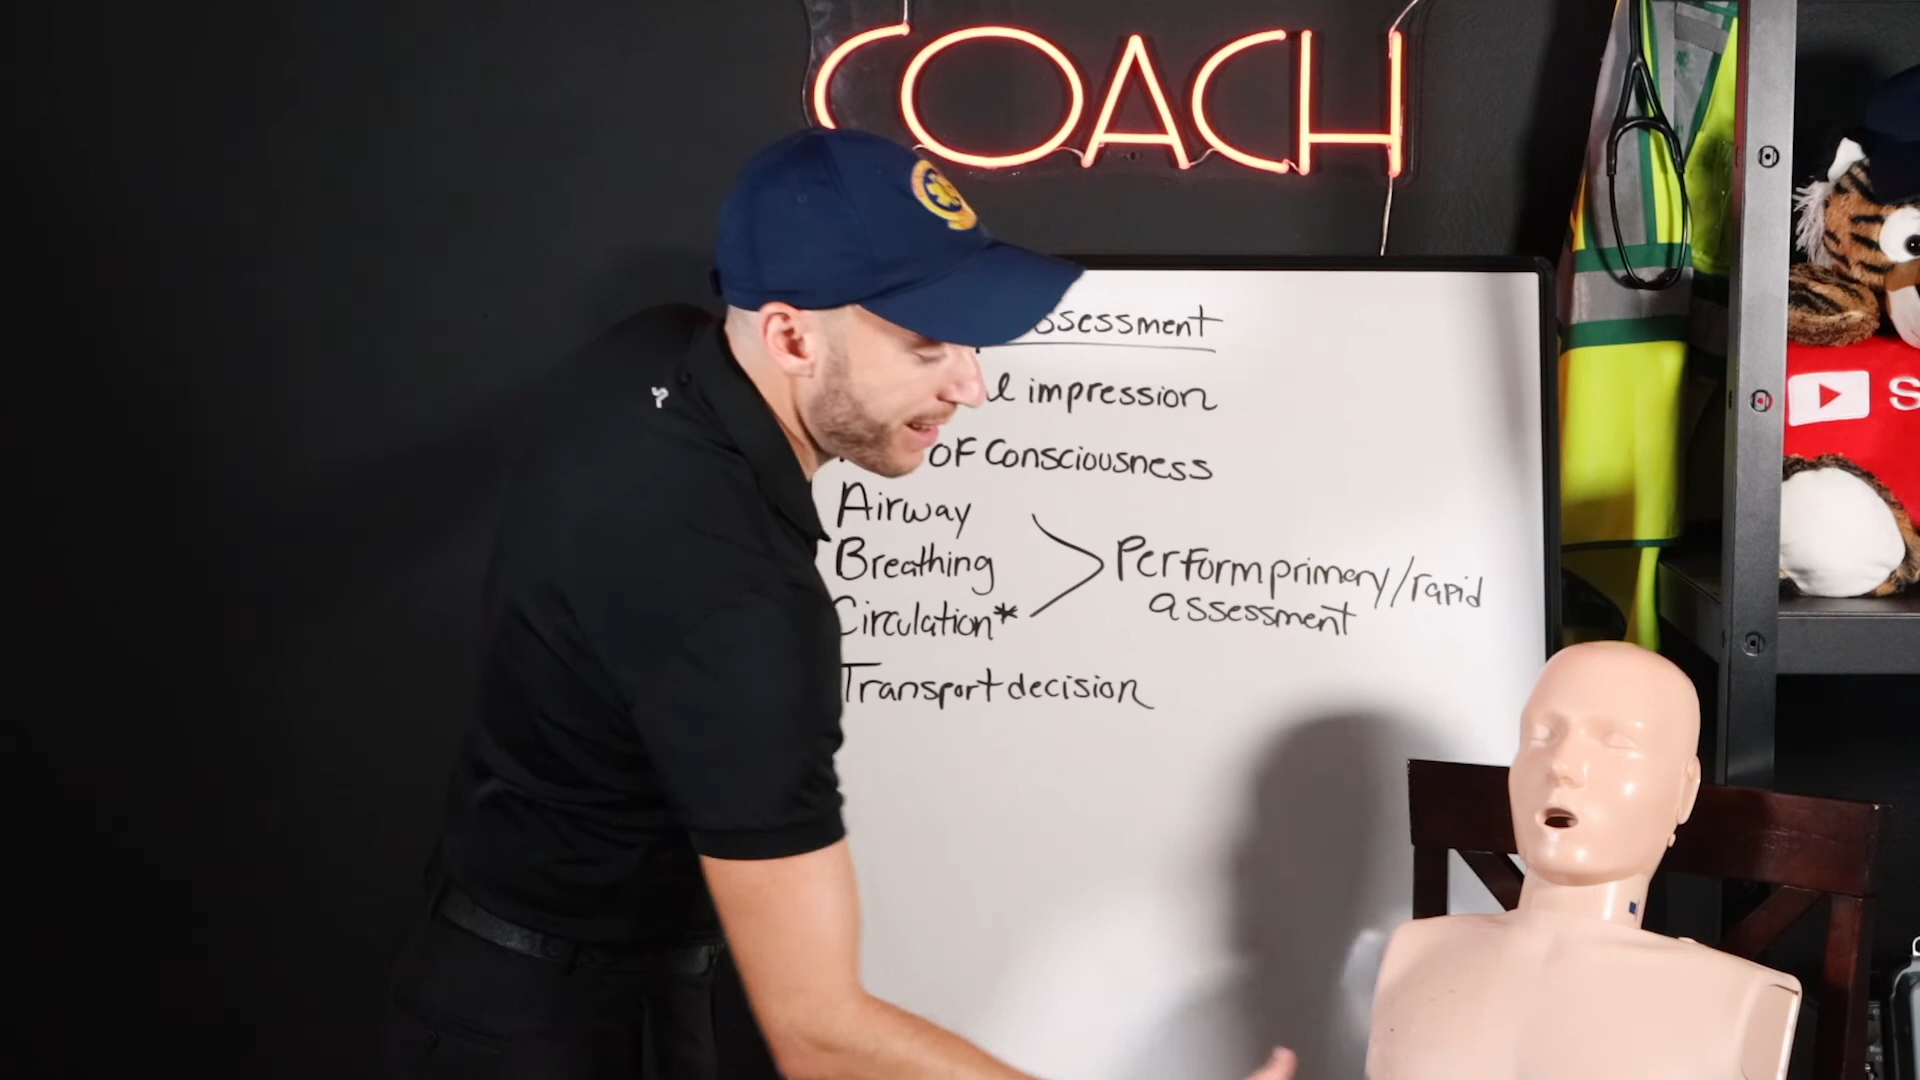 COACH
ssessment
l impression
oF Consciousness
Airway
Breathing
Circulation*
Perform primary/rapid
assessment
Transport decision
S